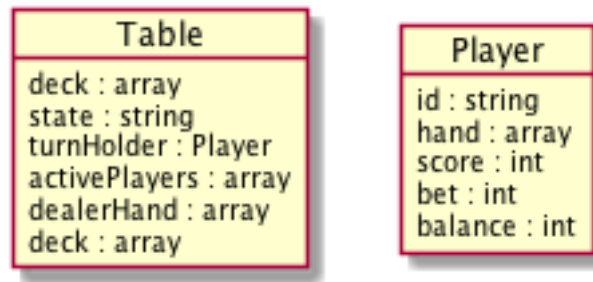 Table
deck : array
state : string
turnHolder : Player
activePlayers : array
dealerHand : array
deck : array
Player
id : string
hand : array
score : int
bet : int
balance : int